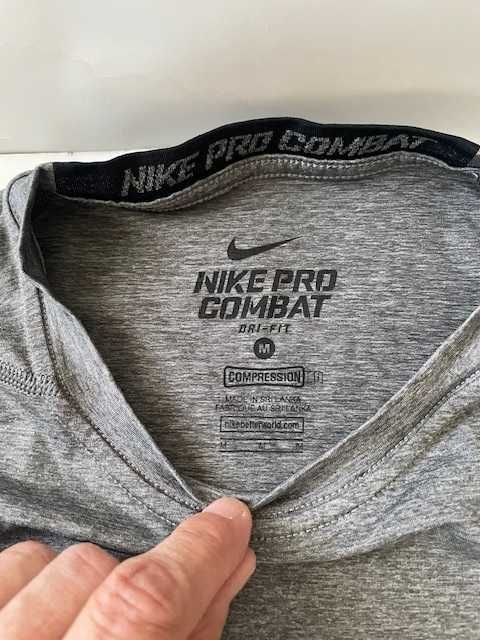 NIKE PRO COMBAT
NIKE PRO
COMBAT
DRI-FIT
M
COMPRESSION
MADE IN SRI LANKA
FABRIQUÉ AU SRI LANKA
nikebetterworld.com
M M M